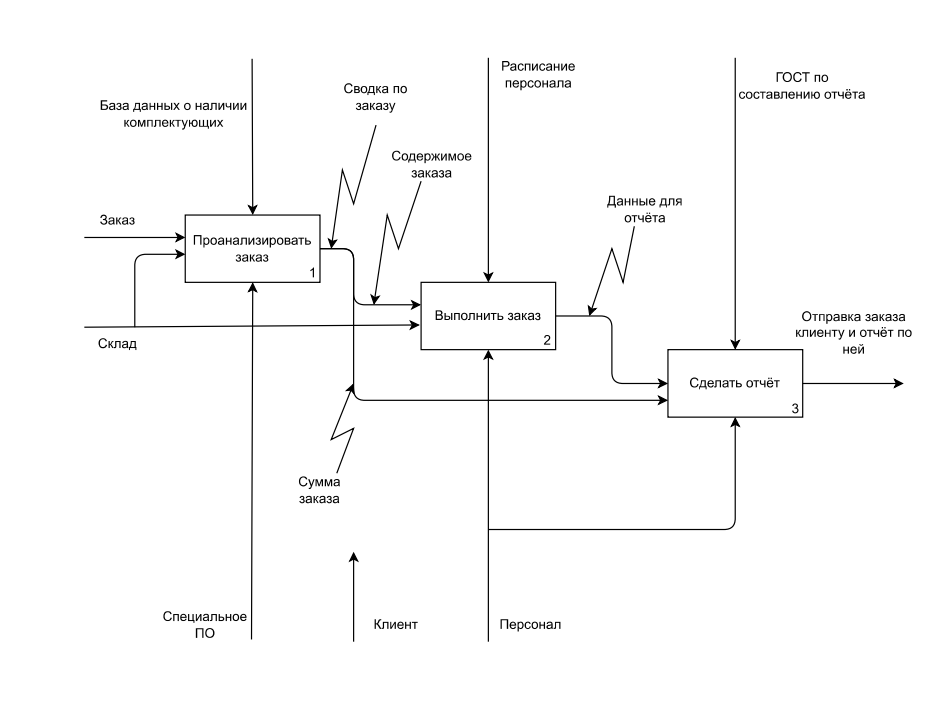 Расписание
персонала
ГОСТ по
составлению отчёта
Сводка по
заказу
База данных о наличии
комплектующих
Содержимое
заказа
Данные для
отчёта
Заказ
Проанализировать
заказ
1
Выполнить заказ
2
Склад
Отправка заказа
клиенту и отчёт по
ней
Сделать отчёт
3
Сумма
заказа
Специальное
ПО
Клиент
Персонал